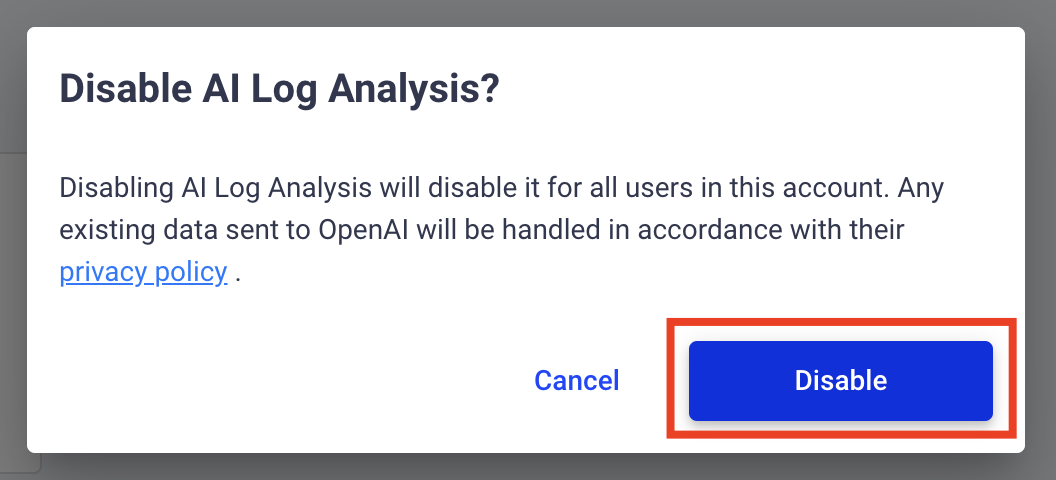 Disable AI Log Analysis?
Disabling AI Log Analysis will disable it for all users in this account. Any
existing data sent to OpenAI will be handled in accordance with their
privacy policy .
Cancel
Disable